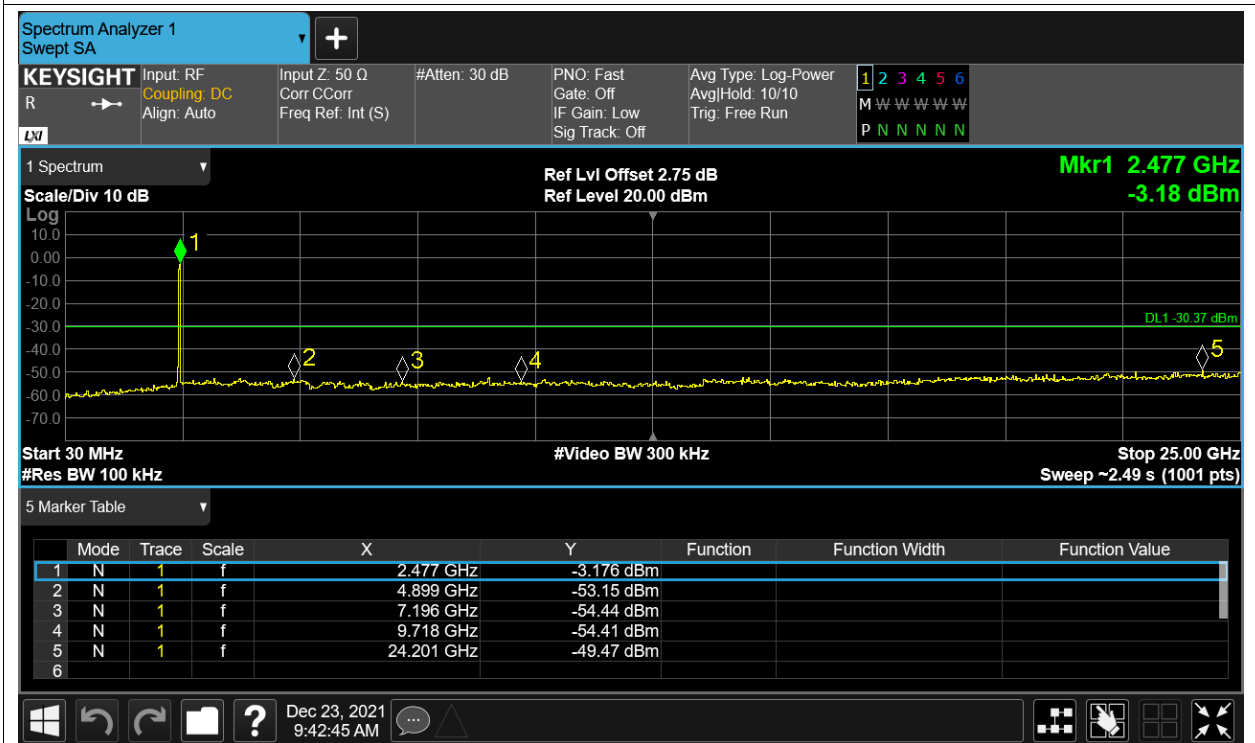 Spectrum Analyzer 1
Swept SA
KEYSIGHT
R
LXI
Input: RF
Coupling: DC
Align: Auto
Input Z: 50 Ω
Corr CCorr
Freq Ref: Int (S)
#Atten: 30 dB
PNO: Fast
Gate: Off
IF Gain: Low
Sig Track: Off
Avg Type: Log-Power
Avg|Hold: 10/10
Trig: Free Run
1 2 3 4 5 6
M W W W W W
P N N N N N
1 Spectrum
Scale/Div 10 dB
Ref Lvl Offset 2.75 dB
Ref Level 20.00 dBm
Mkr1 2.477 GHz
-3.18 dBm
Log
10.0
0.00
-10.0
-20.0
-30.0
-40.0
-50.0
-60.0
-70.0
1
2
3
4
5
DL1 -30.37 dBm
Start 30 MHz
#Video BW 300 kHz
Stop 25.00 GHz
#Res BW 100 kHz
Sweep ~2.49 s (1001 pts)
5 Marker Table
Mode Trace Scale X Y Function Function Width Function Value
1 N 1 f 2.477 GHz -3.176 dBm
2 N 1 f 4.899 GHz -53.15 dBm
3 N 1 f 7.196 GHz -54.44 dBm
4 N 1 f 9.718 GHz -54.41 dBm
5 N 1 f 24.201 GHz -49.47 dBm
6
?
Dec 23, 2021
9:42:45 AM